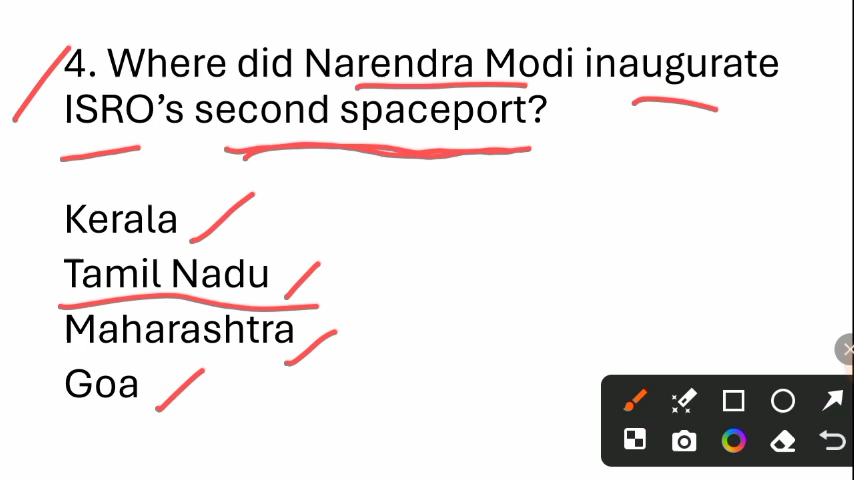 4. Where did Narendra Modi inaugurate
ISRO’s second spaceport?
Kerala
Tamil Nadu
Maharashtra
Goa